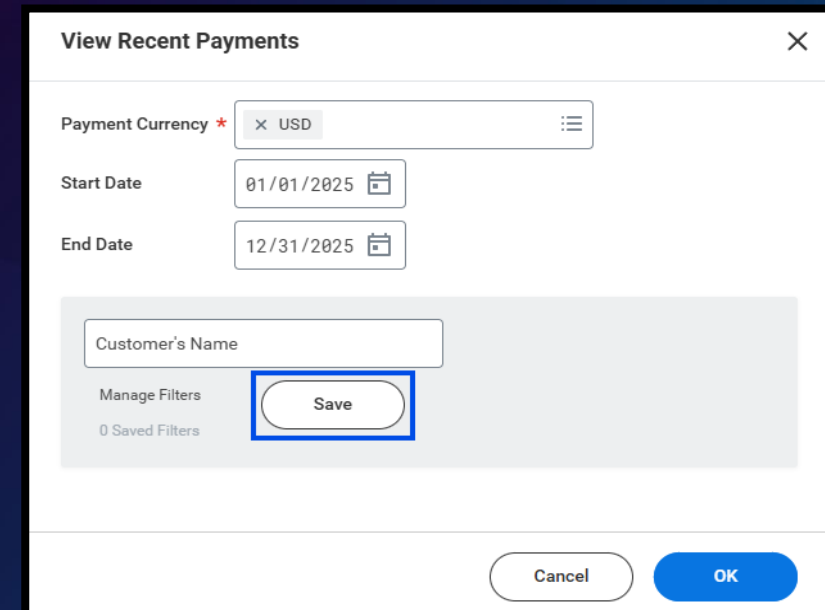 View Recent Payments
Payment Currency * × USD
Start Date 01/01/2025
End Date 12/31/2025
Customer's Name
Manage Filters
Save
0 Saved Filters
Cancel OK